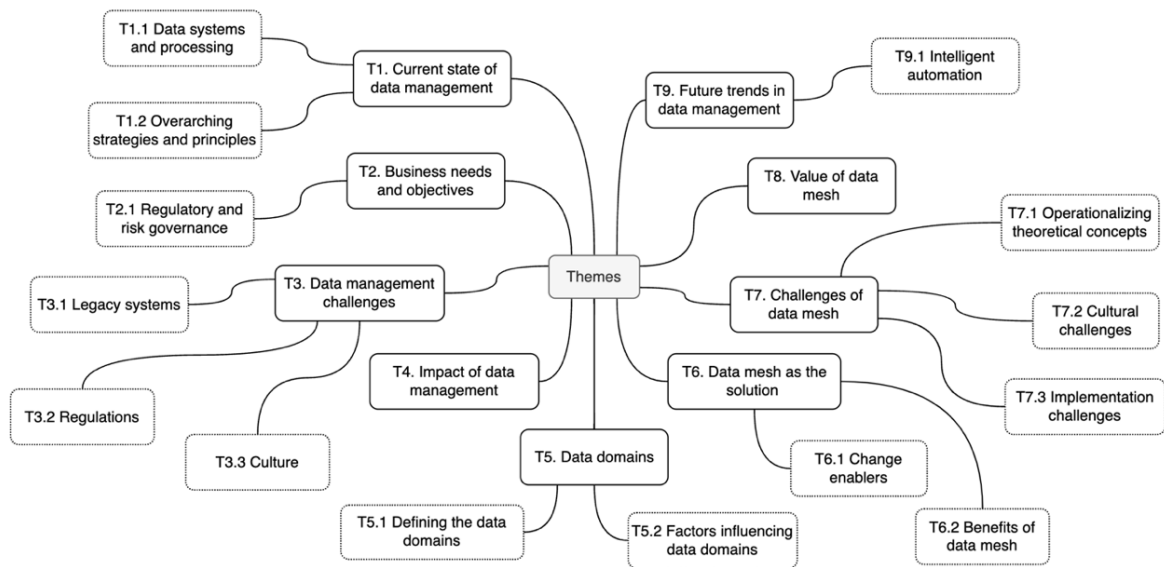 T1.1 Data systems
and processing
T1. Current state of
data management
T1.2 Overarching
strategies and principles
T2. Business needs
and objectives
T2.1 Regulatory and
risk governance
T3. Data management
challenges
T3.1 Legacy systems
T3.2 Regulations
T3.3 Culture
T4. Impact of data
management
Themes
T5. Data domains
T5.1 Defining the data
domains
T5.2 Factors influencing
data domains
T6. Data mesh as the
solution
T6.1 Change
enablers
T6.2 Benefits of
data mesh
T7. Challenges of
data mesh
T7.1 Operationalizing
theoretical concepts
T7.2 Cultural
challenges
T7.3 Implementation
challenges
T8. Value of data
mesh
T9. Future trends in
data management
T9.1 Intelligent
automation